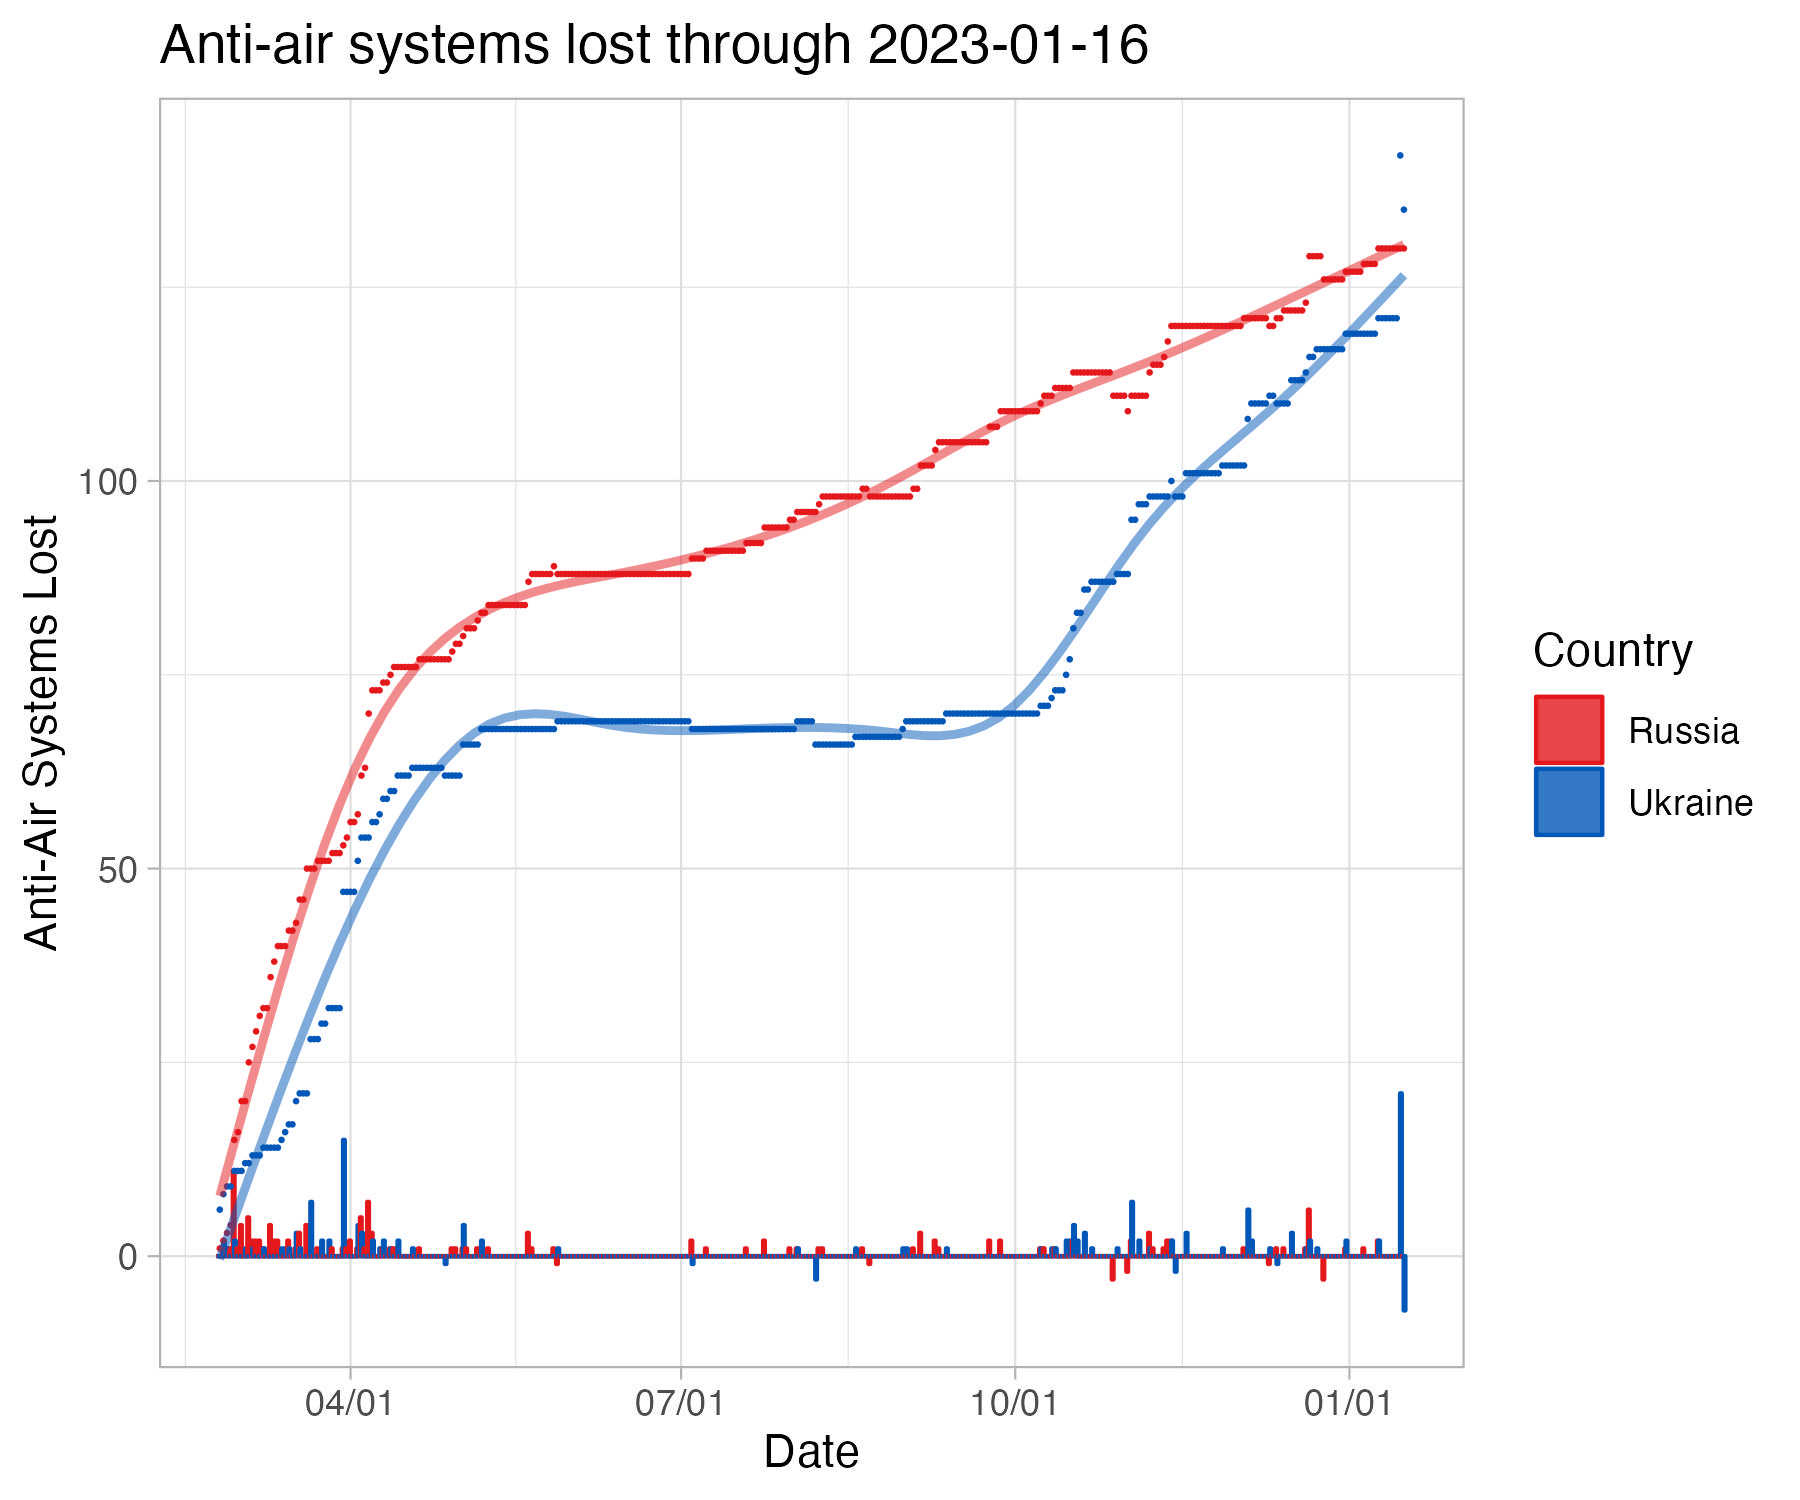 Anti-air systems lost through 2023-01-16
Anti-Air Systems Lost
100
50
0
04/01
07/01
10/01
01/01
Date
Country
Russia
Ukraine